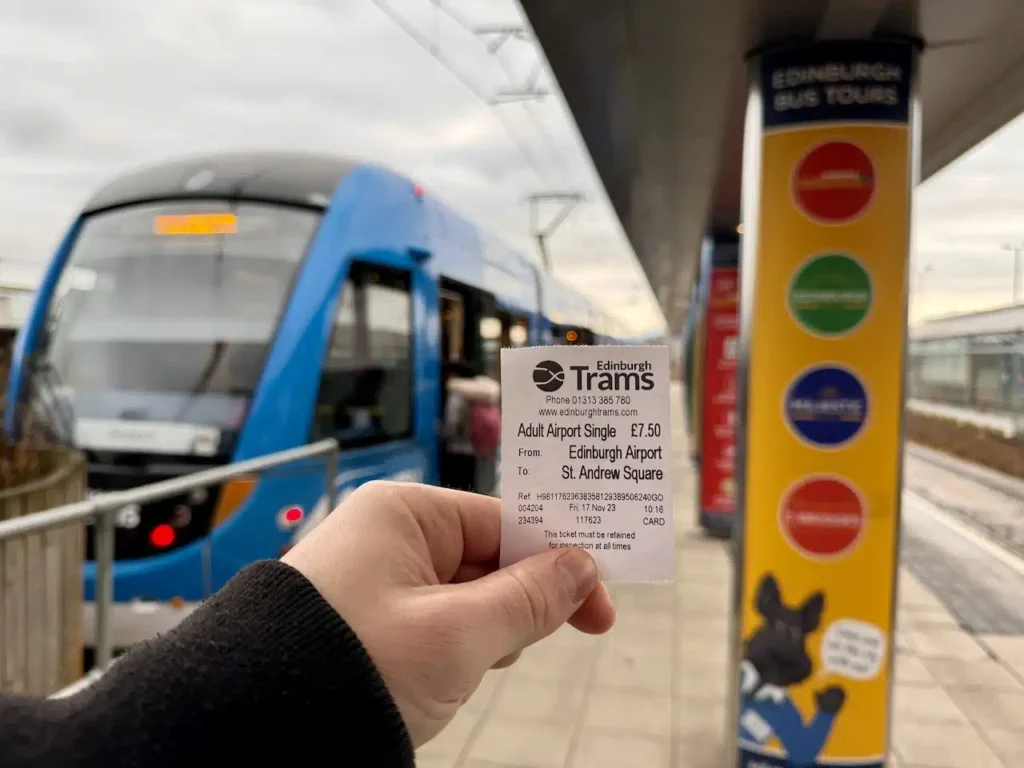 EDINBURGH
BUS TOURS
Edinburgh
Trams
Phone 01313 385 780
www.edinburghtrams.com
Adult Airport Single £7.50
From: Edinburgh Airport
To: St. Andrew Square
Ref: H98117623638358129389506240GO
004204 Fri, 17 Nov 23 10:16
234394 117623 CARD
This ticket must be retained
for inspection at all times
MAJESTIC